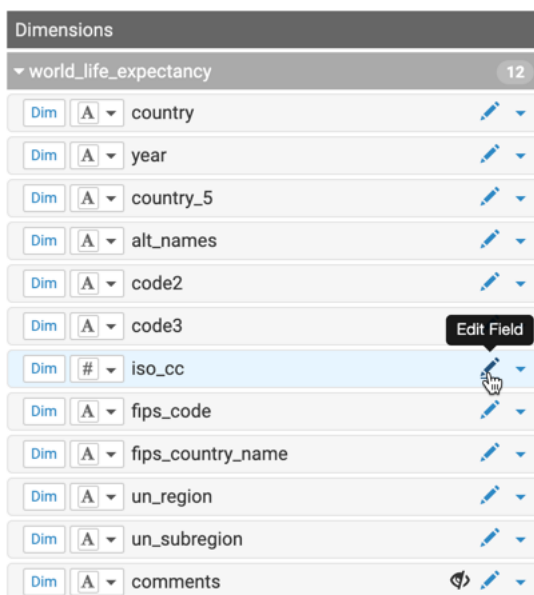 Dimensions
world_life_expectancy 12
Dim A country
Dim A year
Dim A country_5
Dim A alt_names
Dim A code2
Dim A code3
Edit Field
Dim # iso_cc
Dim A fips_code
Dim A fips_country_name
Dim A un_region
Dim A un_subregion
Dim A comments